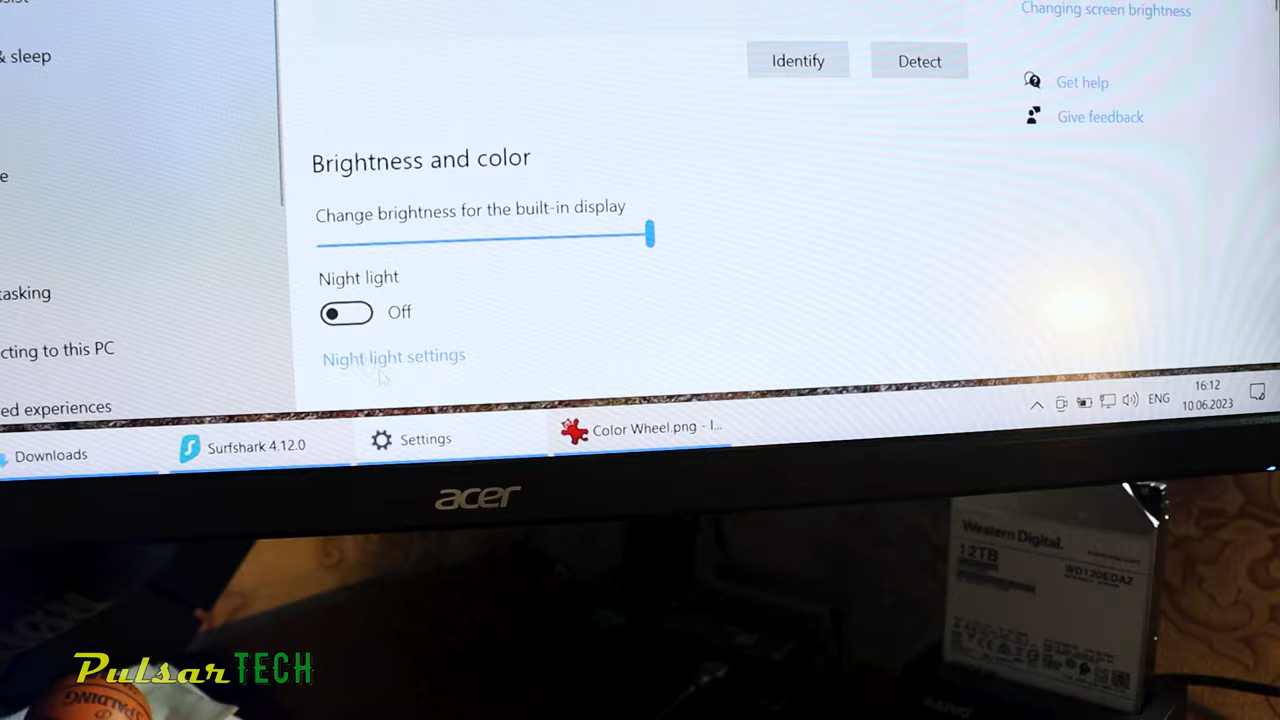 Changing screen brightness
& sleep
Identify
Detect
Get help
Give feedback
Brightness and color
Change brightness for the built-in display
Night light
Off
Night light settings
tasking
cting to this PC
ed experiences
Downloads
Surfshark 4.12.0
Settings
Color Wheel.png - I...
ENG
16:12
10.06.2023
acer
Western Digital.
12TB
WD120EDAZ
PulsarTECH
SPALDING